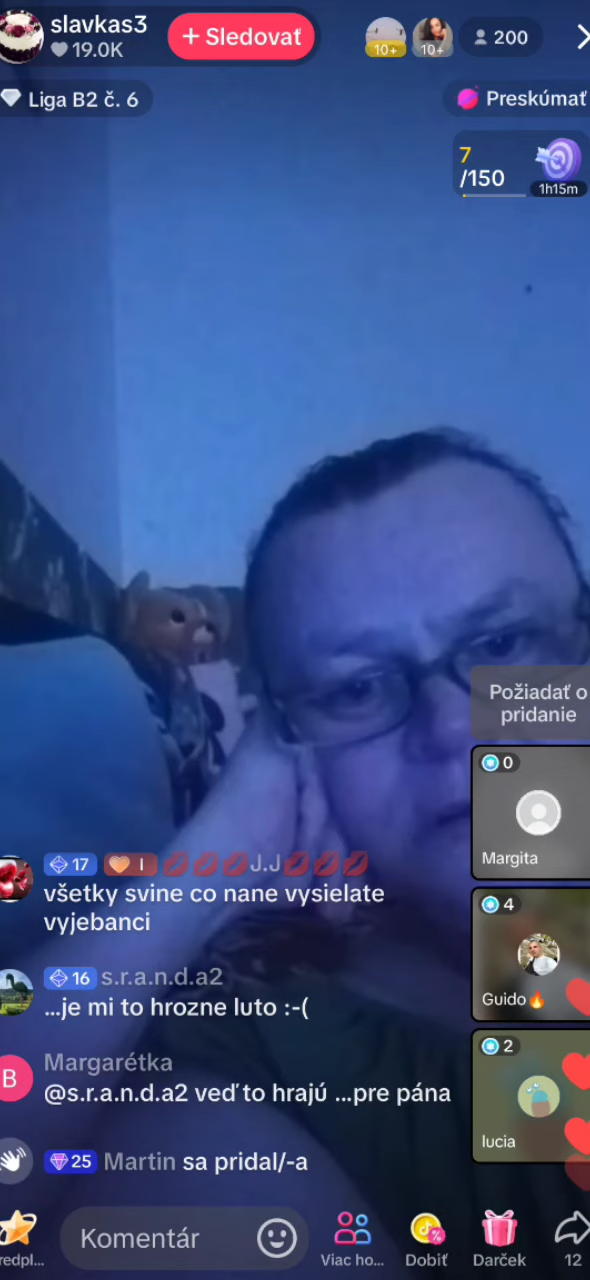 slavkas3
19.0K
+ Sledovať
10+
10+
200
Liga B2 č. 6
Preskúmať
7
/150
1h15m
Požiadať o
pridanie
0
Margita
17 I J.J
všetky svine co nane vysielate
vyjebanci
4
Guido
16 s.r.a.n.d.a2
...je mi to hrozne luto :-(
2
B
Margarétka
@s.r.a.n.d.a2 veď to hrajú ...pre pána
lucia
25 Martin sa pridal/-a
Komentár
redpl...
Viac ho...
Dobiť
Darček
12